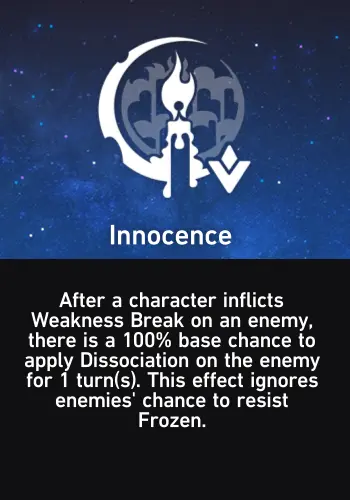 Innocence
After a character inflicts
Weakness Break on an enemy,
there is a 100% base chance to
apply Dissociation on the enemy
for 1 turn(s). This effect ignores
enemies' chance to resist
Frozen.